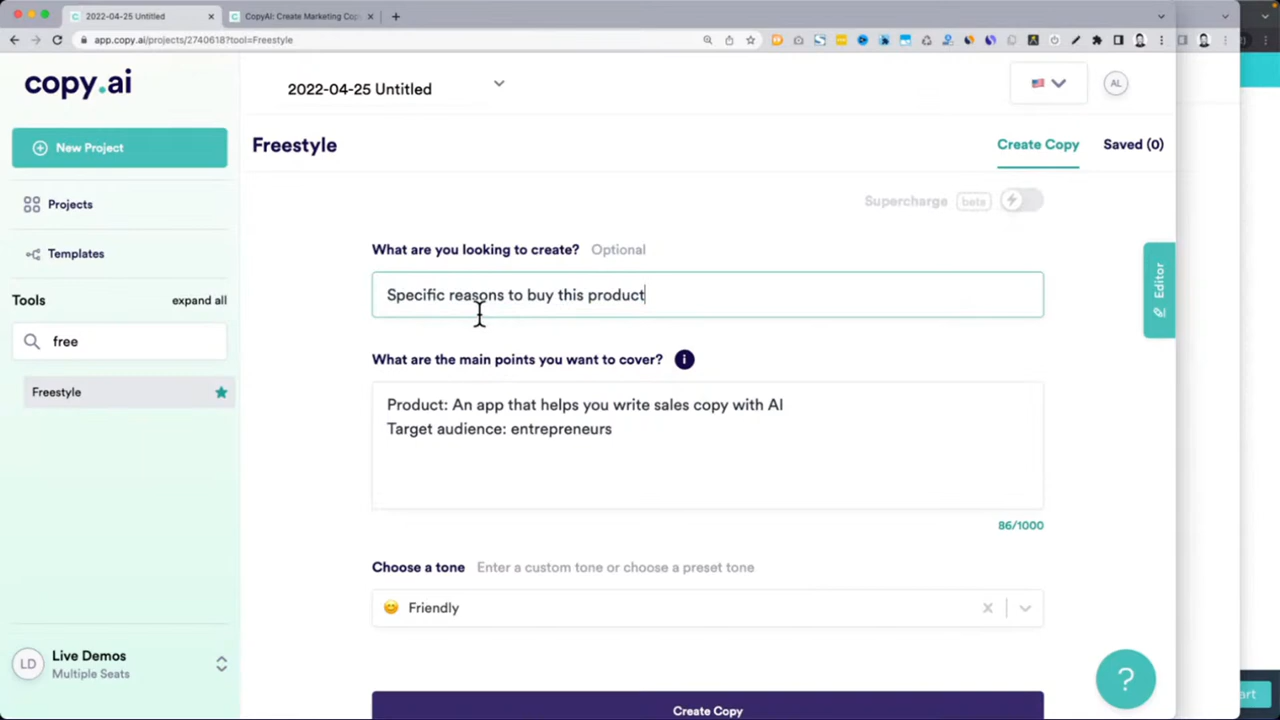 2022-04-25 Untitled
CopyAI: Create Marketing Cop
app.copy.ai/projects/2740618?tool=Freestyle
copy.ai
2022-04-25 Untitled
AL
New Project
Freestyle
Create Copy
Saved (0)
Projects
Supercharge
beta
Templates
What are you looking to create?
Optional
Editor
Tools
expand all
Specific reasons to buy this product
free
What are the main points you want to cover?
i
Freestyle
Product: An app that helps you write sales copy with AI
Target audience: entrepreneurs
86/1000
Choose a tone
Enter a custom tone or choose a preset tone
Friendly
LD
Live Demos
Multiple Seats
?
Create Copy
art